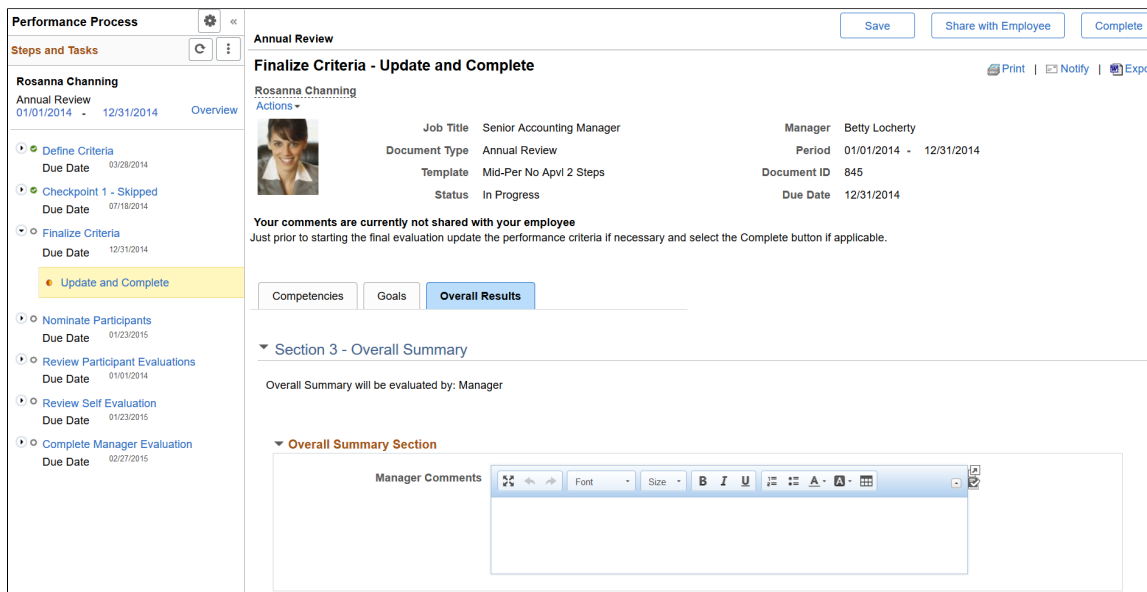 Performance Process
«
Steps and Tasks
Rosanna Channing
Annual Review
01/01/2014 - 12/31/2014 Overview
Define Criteria
Due Date 03/28/2014
Checkpoint 1 - Skipped
Due Date 07/18/2014
Finalize Criteria
Due Date 12/31/2014
Update and Complete
Nominate Participants
Due Date 01/23/2015
Review Participant Evaluations
Due Date 01/01/2014
Review Self Evaluation
Due Date 01/23/2015
Complete Manager Evaluation
Due Date 02/27/2015
Save Share with Employee Complete
Annual Review
Finalize Criteria - Update and Complete
Print | Notify | Expo
Rosanna Channing
Actions
Job Title Senior Accounting Manager Manager Betty Locherty
Document Type Annual Review Period 01/01/2014 - 12/31/2014
Template Mid-Per No Apvl 2 Steps Document ID 845
Status In Progress Due Date 12/31/2014
Your comments are currently not shared with your employee
Just prior to starting the final evaluation update the performance criteria if necessary and select the Complete button if applicable.
Competencies Goals Overall Results
Section 3 - Overall Summary
Overall Summary will be evaluated by: Manager
Overall Summary Section
Manager Comments Font Size B I U A A